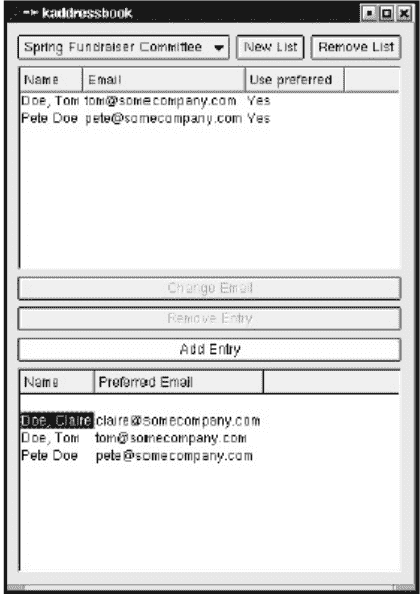 kaddressbook
Spring Fundraiser Committee New List Remove List
Name Email Use preferred
Doe, Tom tom@somecompany.com Yes
Pete Doe pete@somecompany.com Yes
Change Email
Remove Entry
Add Entry
Name Preferred Email
Doe, Claire claire@somecompany.com
Doe, Tom tom@somecompany.com
Pete Doe pete@somecompany.com